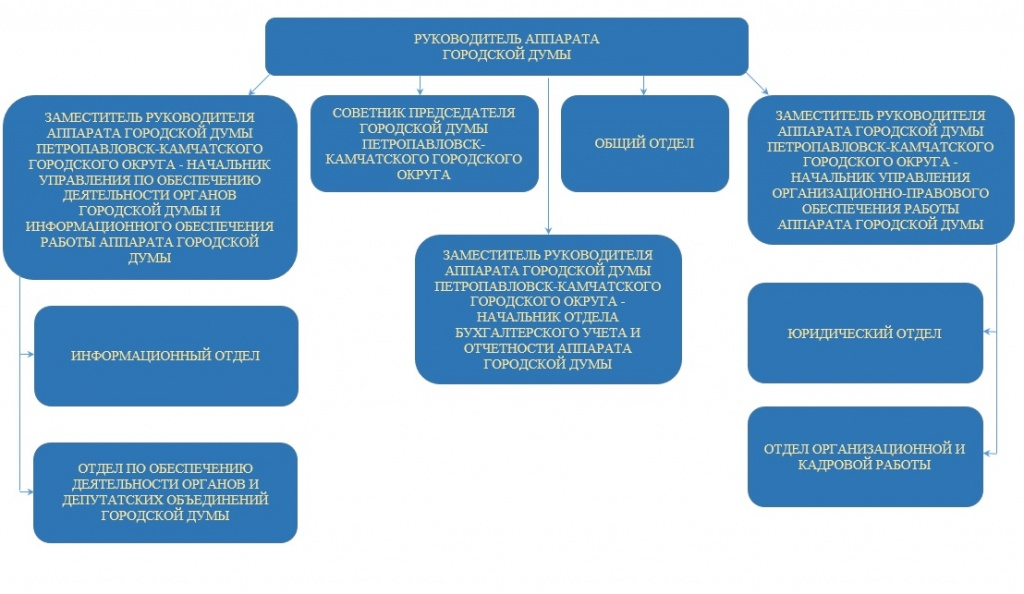 РУКОВОДИТЕЛЬ АППАРАТА
ГОРОДСКОЙ ДУМЫ
ЗАМЕСТИТЕЛЬ РУКОВОДИТЕЛЯ
АППАРАТА ГОРОДСКОЙ ДУМЫ
ПЕТРОПАВЛОВСК-КАМЧАТСКОГО
ГОРОДСКОГО ОКРУГА - НАЧАЛЬНИК
УПРАВЛЕНИЯ ПО ОБЕСПЕЧЕНИЮ
ДЕЯТЕЛЬНОСТИ ОРГАНОВ
ГОРОДСКОЙ ДУМЫ И
ИНФОРМАЦИОННОГО ОБЕСПЕЧЕНИЯ
РАБОТЫ АППАРАТА ГОРОДСКОЙ
ДУМЫ
СОВЕТНИК ПРЕДСЕДАТЕЛЯ
ГОРОДСКОЙ ДУМЫ
ПЕТРОПАВЛОВСК-
КАМЧАТСКОГО ГОРОДСКОГО
ОКРУГА
ОБЩИЙ ОТДЕЛ
ЗАМЕСТИТЕЛЬ РУКОВОДИТЕЛЯ
АППАРАТА ГОРОДСКОЙ ДУМЫ
ПЕТРОПАВЛОВСК-КАМЧАТСКОГО
ГОРОДСКОГО ОКРУГА -
НАЧАЛЬНИК УПРАВЛЕНИЯ
ОРГАНИЗАЦИОННО-ПРАВОВОГО
ОБЕСПЕЧЕНИЯ РАБОТЫ
АППАРАТА ГОРОДСКОЙ ДУМЫ
ЗАМЕСТИТЕЛЬ РУКОВОДИТЕЛЯ
АППАРАТА ГОРОДСКОЙ ДУМЫ
ПЕТРОПАВЛОВСК-КАМЧАТСКОГО
ГОРОДСКОГО ОКРУГА -
НАЧАЛЬНИК ОТДЕЛА
БУХГАЛТЕРСКОГО УЧЕТА И
ОТЧЕТНОСТИ АППАРАТА
ГОРОДСКОЙ ДУМЫ
ИНФОРМАЦИОННЫЙ ОТДЕЛ
ЮРИДИЧЕСКИЙ ОТДЕЛ
ОТДЕЛ ПО ОБЕСПЕЧЕНИЮ
ДЕЯТЕЛЬНОСТИ ОРГАНОВ И
ДЕПУТАТСКИХ ОБЪЕДИНЕНИЙ
ГОРОДСКОЙ ДУМЫ
ОТДЕЛ ОРГАНИЗАЦИОННОЙ И
КАДРОВОЙ РАБОТЫ